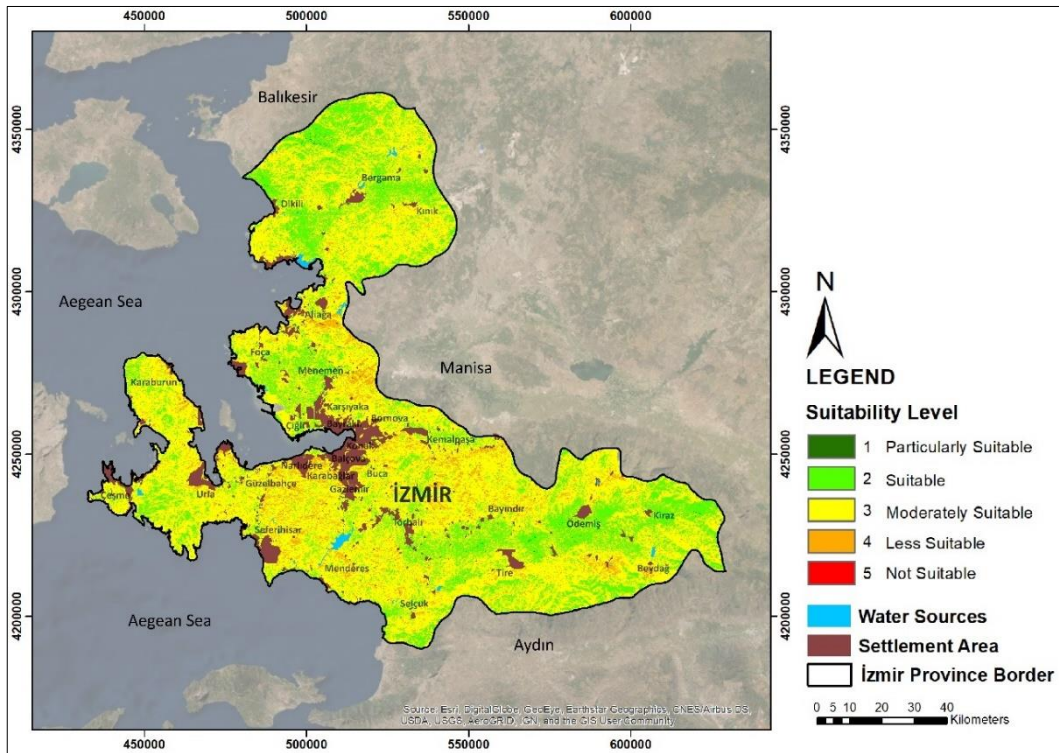 450000 500000 550000 600000
4350000
4300000
4250000
4200000
Balıkesir
Bergama
Dikili
Kınık
Aegean Sea
Aliağa
Foça
Manisa
Menemen
Karaburun
Karşıyaka
Çiğli
Bornova
Kemalpaşa
Balçova
Narlıdere
Karabağlar
Buca
Güzelbahçe
Gaziemir
Çeşme
Urla
İZMİR
Bayındır
Ödemiş
Kiraz
Torbalı
Seferihisar
Menderes
Tire
Beydağ
Selçuk
Aegean Sea
Aydın
4350000
4300000
4250000
4200000
Source: Esri, DigitalGlobe, GeoEye, Earthstar Geographics, CNES/Airbus DS,
USDA, USGS, AeroGRID, IGN, and the GIS User Community
450000 500000 550000 600000
N
LEGEND
Suitability Level
1 Particularly Suitable
2 Suitable
3 Moderately Suitable
4 Less Suitable
5 Not Suitable
Water Sources
Settlement Area
İzmir Province Border
0 5 10 20 30 40
Kilometers